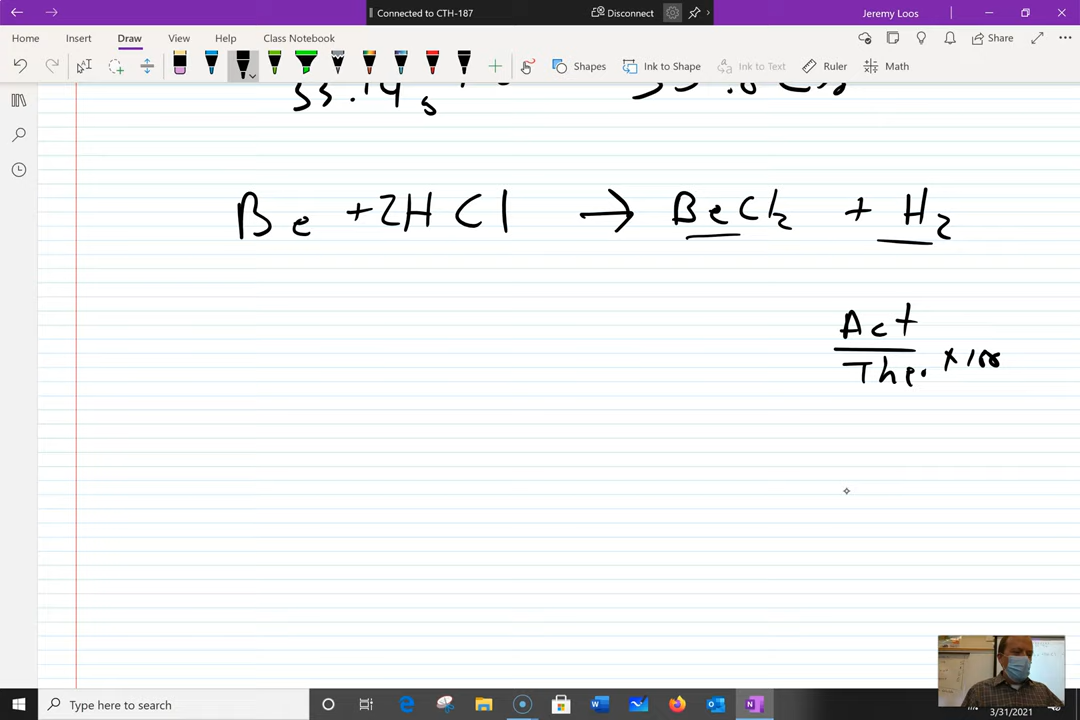 Connected to CTH-187
Disconnect
Jeremy Loos
Home Insert Draw View Help Class Notebook
Shapes Ink to Shape Ink to Text Ruler Math
Share
Be + 2HCl → BeCl2 + H2
Act
The. × 100
Type here to search
3/31/2021